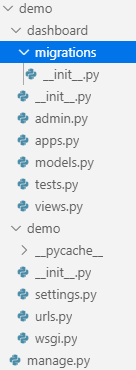 demo
dashboard
migrations
__init__.py
__init__.py
admin.py
apps.py
models.py
tests.py
views.py
demo
__pycache__
__init__.py
settings.py
urls.py
wsgi.py
manage.py